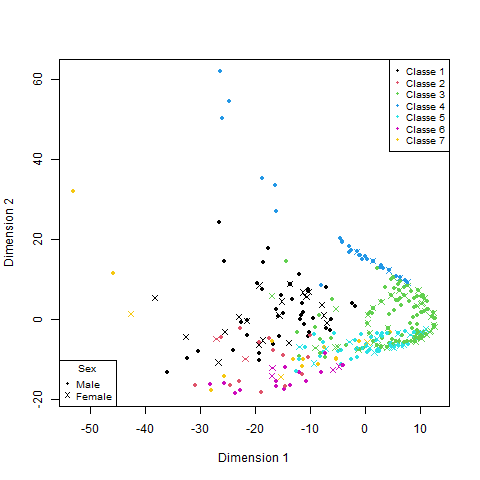 Classe 1
Classe 2
Classe 3
Classe 4
Classe 5
Classe 6
Classe 7
60
40
20
0
-20
Dimension 2
Sex
Male
Female
-50 -40 -30 -20 -10 0 10
Dimension 1